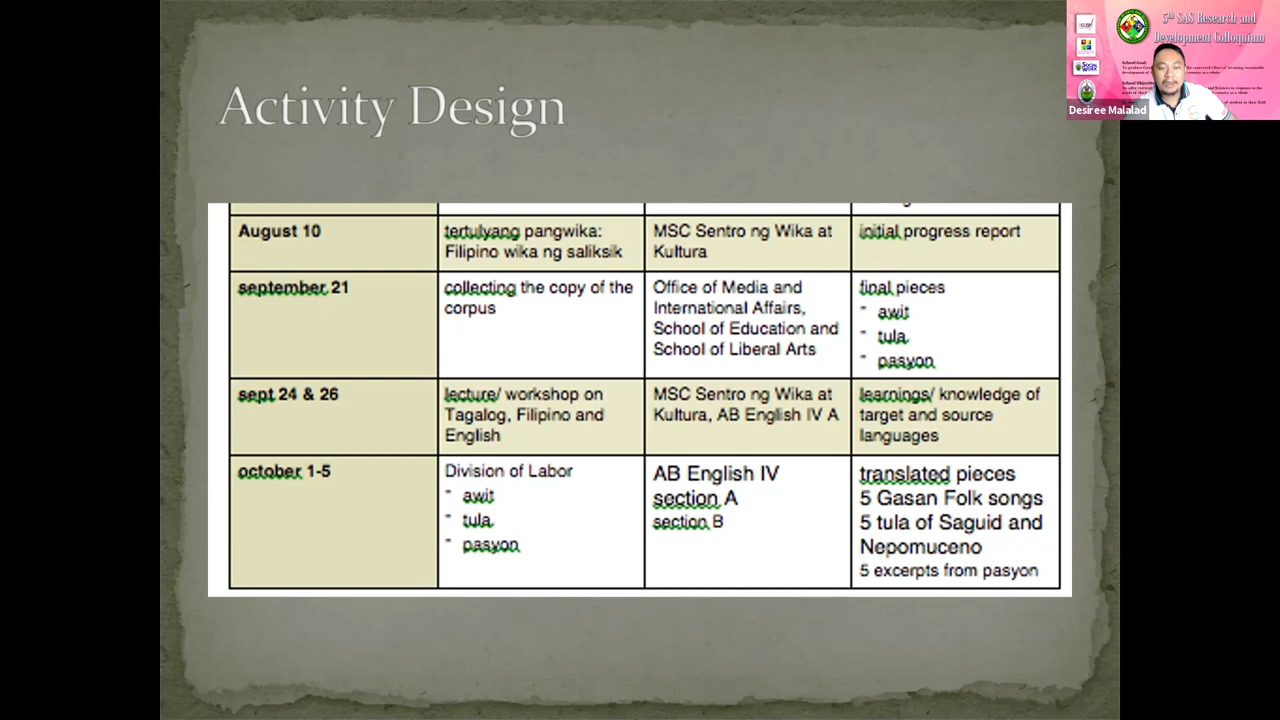 Activity Design
August 10
tertulyang pangwika:
Filipino wika ng saliksik
MSC Sentro ng Wika at
Kultura
initial progress report
september 21
collecting the copy of the
corpus
Office of Media and
International Affairs,
School of Education and
School of Liberal Arts
final pieces
- awit
- tula
- pasyon
sept 24 & 26
lecture/ workshop on
Tagalog, Filipino and
English
MSC Sentro ng Wika at
Kultura, AB English IV A
learnings/ knowledge of
target and source
languages
october 1-5
Division of Labor
- awit
- tula
- pasyon
AB English IV
section A
section B
translated pieces
5 Gasan Folk songs
5 tula of Saguid and
Nepomuceno
5 excerpts from pasyon
5th SAS Research and
Development Colloquium
School Goal:
Desiree Malalad